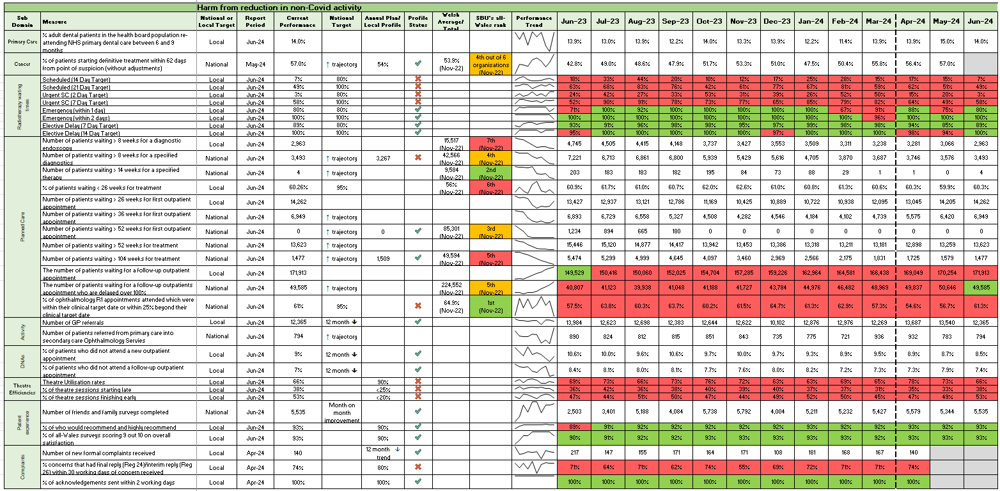 Harm from reduction in non-Covid activity
Sub Domain Measure National or Local Target Report Period Current Performance National Target Annual Plan/ Local Profile Profile Status Welsh Average/ Total SBU's all-Wales rank Performance Trend Jun-23 Jul-23 Aug-23 Sep-23 Oct-23 Nov-23 Dec-23 Jan-24 Feb-24 Mar-24 Apr-24 May-24 Jun-24
Primary Care % adult dental patients in the health board population re-attending NHS primary dental care between 6 and 9 months Local Jun-24 14.0% 13.9% 13.0% 13.9% 12.2% 14.0% 13.3% 13.9% 12.2% 11.4% 13.9% 13.9% 15.0% 14.0%
Cancer % of patients starting definitive treatment within 62 days from point of suspicion (without adjustments) National May-24 57.0% ↑ trajectory 54% ✔ 53.9% (Nov-22) 4th out of 6 organisations (Nov-22) 42.8% 49.0% 48.6% 47.9% 51.7% 53.3% 51.0% 47.5% 50.4% 55.8% 56.4% 57.0%
Radiotherapy waiting times
Scheduled (14 Day Target) Local Jun-24 7% 80% ✖ 18% 33% 44% 20% 10% 12% 17% 25% 28% 15% 17% 15% 7%
Scheduled (21 Day Target) Local Jun-24 49% 100% ✖ 63% 68% 83% 76% 42% 61% 77% 67% 81% 59% 62% 51% 49%
Urgent SC (2 Day Target) Local Jun-24 3% 80% ✖ 24% 42% 27% 33% 53% 31% 60% 26% 52% 50% 15% 20% 3%
Urgent SC (7 Day Target) Local Jun-24 58% 100% ✖ 52% 90% 91% 78% 73% 77% 65% 85% 79% 82% 64% 49% 58%
Emergency (within 1 day) Local Jun-24 80% 80% ✔ 71% 100% 92% 100% 100% 100% 100% 100% 67% 91% 88% 75% 80%
Emergency (within 2 days) Local Jun-24 100% 100% ✔ 100% 100% 100% 100% 100% 100% 100% 100% 100% 96% 100% 100% 100%
Elective Delay (7 Day Target) Local Jun-24 89% 80% ✔ 93% 91% 96% 98% 98% 95% 97% 99% 98% 98% 94% 85% 89%
Elective Delay (14 Day Target) Local Jun-24 100% 100% ✔ 95% 100% 100% 100% 100% 100% 97% 100% 100% 100% 98% 94% 100%
Planned Care
Number of patients waiting > 8 weeks for a diagnostic endoscopy Local Jun-24 2,963 15,517 (Nov-22) 7th (Nov-22) 4,745 4,505 4,415 4,148 3,737 3,427 3,553 3,509 3,311 3,238 3,281 3,066 2,963
Number of patients waiting > 8 weeks for a specified diagnostics National Jun-24 3,493 ↑ trajectory 3,267 ✖ 42,566 (Nov-22) 4th (Nov-22) 7,221 6,713 6,861 6,800 5,939 5,429 5,616 4,705 3,870 3,687 3,746 3,576 3,493
Number of patients waiting > 14 weeks for a specified therapy National Jun-24 4 ↑ trajectory 9,584 (Nov-22) 2nd (Nov-22) 203 183 183 182 195 84 73 88 29 1 1 0 4
% of patients waiting < 26 weeks for treatment Local Jun-24 60.26% 95% 56% (Nov-22) 6th (Nov-22) 60.9% 61.7% 61.0% 60.7% 62.0% 62.6% 61.0% 60.8% 61.3% 60.6% 60.3% 59.9% 60.3%
Number of patients waiting > 26 weeks for first outpatient appointment Local Jun-24 14,262 13,427 12,937 13,121 12,786 11,169 10,425 10,889 10,722 10,938 12,095 13,045 14,205 14,262
Number of patients waiting > 36 weeks for first outpatient appointment National Jun-24 6,949 ↑ trajectory 6,893 6,729 6,558 5,327 4,508 4,282 4,546 4,184 4,102 4,739 5,575 6,420 6,949
Number of patients waiting > 52 weeks for first outpatient appointment National Jun-24 0 ↑ trajectory 0 ✔ 85,301 (Nov-22) 3rd (Nov-22) 1,234 894 665 180 0 0 0 0 0 0 0 0 0
Number of patients waiting > 52 weeks for treatment National Jun-24 13,623 ↑ trajectory 15,446 15,120 14,877 14,417 13,942 13,453 13,386 13,318 13,211 13,181 12,898 13,259 13,623
Number of patients waiting > 104 weeks for treatment National Jun-24 1,477 ↑ trajectory 1,509 ✔ 49,594 (Nov-22) 5th (Nov-22) 5,474 5,299 4,999 4,645 4,097 3,460 2,969 2,566 2,175 1,831 1,725 1,579 1,477
The number of patients waiting for a follow-up outpatient appointment Local Jun-24 171,913 149,529 150,416 150,060 152,025 154,704 157,285 159,226 162,964 164,581 166,438 169,049 170,254 171,913
The number of patients waiting for a follow-up outpatients appointment who are delayed over 100% National Jun-24 49,585 ↑ trajectory 224,552 (Nov-22) 5th (Nov-22) 40,807 41,123 39,938 41,048 41,188 41,727 43,784 44,976 46,482 48,969 49,837 50,646 49,585
% of ophthalmology R1 appointments attended which were within their clinical target date or within 25% beyond their clinical target date National Jun-24 61% 95% ✖ 64.9% (Nov-22) 1st (Nov-22) 57.5% 63.8% 60.3% 63.7% 60.2% 61.5% 64.7% 61.3% 62.9% 57.3% 54.6% 56.7% 61.3%
Activity
Number of GP referrals Local Jun-24 12,365 12 month ↓ ✔ 13,984 12,623 12,698 12,383 12,644 12,622 10,102 12,876 12,976 12,269 13,687 13,540 12,365
Number of patients referred from primary care into secondary care Ophthalmology Servies National Jun-24 794 ↑ trajectory 890 824 812 815 851 843 735 775 721 936 932 783 794
DNAs
% of patients who did not attend a new outpatient appointment Local Jun-24 9% 12 month ↓ ✔ 10.6% 10.0% 9.6% 10.6% 9.7% 10.0% 9.7% 9.3% 8.9% 9.5% 8.9% 8.7% 8.5%
% of patients who did not attend a follow-up outpatient appointment Local Jun-24 7% 12 month ↓ ✔ 8.4% 8.1% 8.0% 8.1% 7.7% 7.6% 8.0% 8.2% 7.2% 7.3% 7.3% 7.9% 7.4%
Theatre Efficiencies
Theatre Utilisation rates Local Jun-24 66% 90% ✖ 69% 73% 66% 73% 76% 72% 63% 63% 69% 65% 78% 73% 66%
% of theatre sessions starting late Local Jun-24 38% <25% ✖ 36% 42% 36% 38% 40% 39% 40% 37% 37% 31% 35% 33% 38%
% of theatre sessions finishing early Local Jun-24 53% <20% ✖ 47% 44% 51% 50% 47% 44% 49% 52% 50% 45% 47% 49% 53%
Patient experience
Number of friends and family surveys completed National Jun-24 5,535 Month on month improvement ✔ 2,503 3,401 5,188 4,084 5,738 5,792 4,004 5,211 5,232 5,427 5,579 5,344 5,535
% of who would recommend and highly recommend Local Jun-24 93% 90% ✔ 89% 91% 92% 92% 92% 92% 92% 93% 92% 92% 93% 92% 93%
% of all-Wales surveys scoring 9 out 10 on overall satisfaction Local Jun-24 93% 90% ✔ 90% 91% 92% 93% 93% 93% 93% 93% 93% 92% 93% 93% 93%
Complaints
Number of new formal complaints received Local Apr-24 140 12 month ↓ trend ✔ 217 147 155 171 164 171 108 181 168 167 140
% concerns that had final reply (Reg 24)/interim reply (Reg 26) within 30 working days of concern received Local Apr-24 74% 80% ✖ 71% 64% 71% 62% 74% 55% 69% 72% 71% 71% 74%
% of acknowledgements sent within 2 working days Local Apr-24 100% 100% ✔ 100% 100% 100% 100% 100% 100% 100% 100% 100% 100% 100%